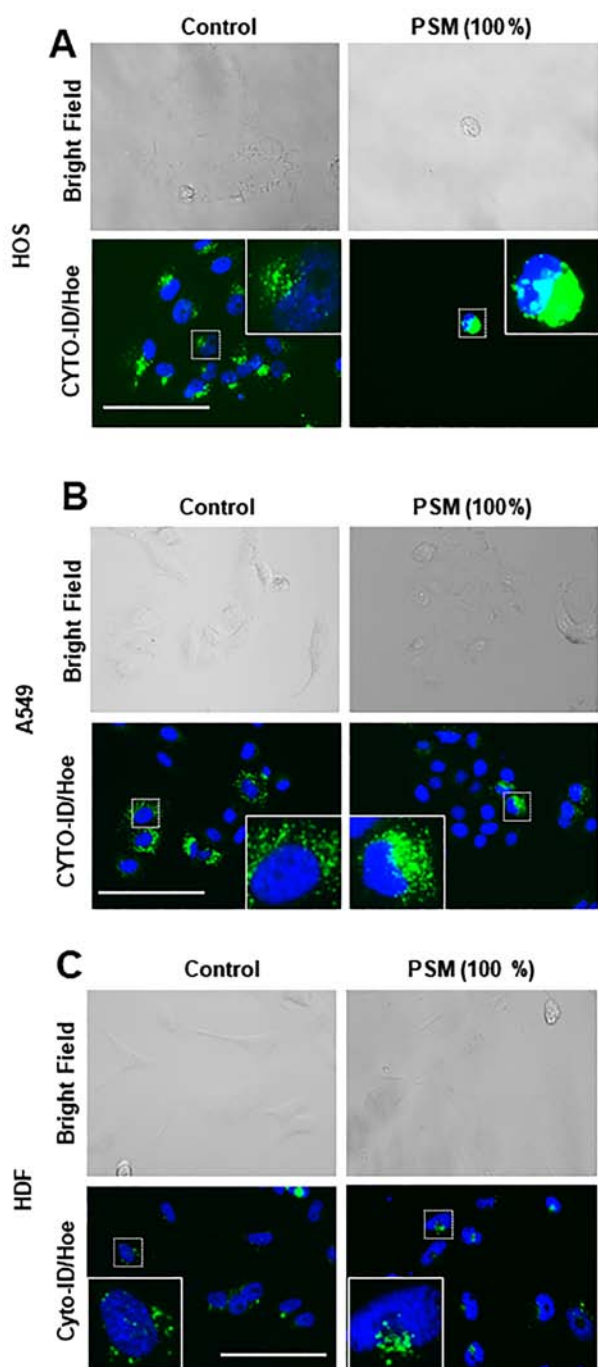 A
Control
PSM (100%)
HOS
Bright Field
CYTO-ID/Hoe
B
Control
PSM (100%)
A549
Bright Field
CYTO-ID/Hoe
C
Control
PSM (100 %)
HDF
Bright Field
Cyto-ID/Hoe